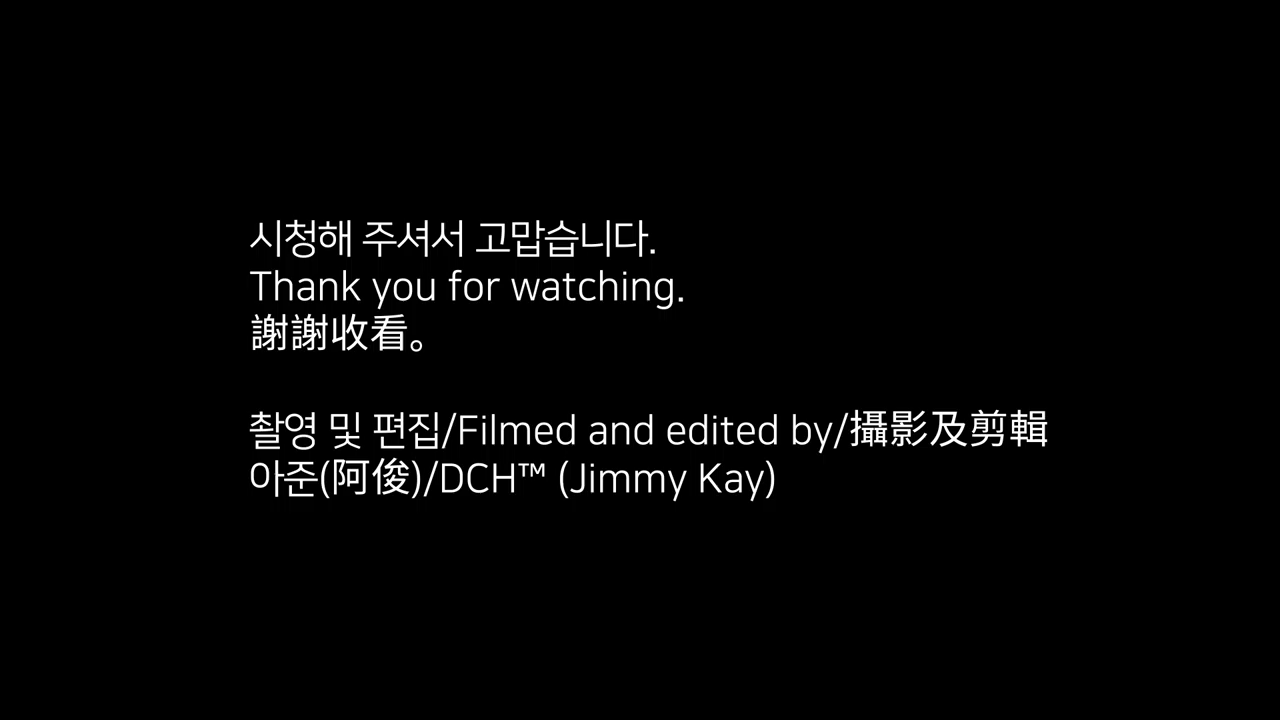 시청해 주셔서 고맙습니다.
Thank you for watching.
謝謝收看。
촬영 및 편집/Filmed and edited by/攝影及剪輯
아준(阿俊)/DCH™ (Jimmy Kay)